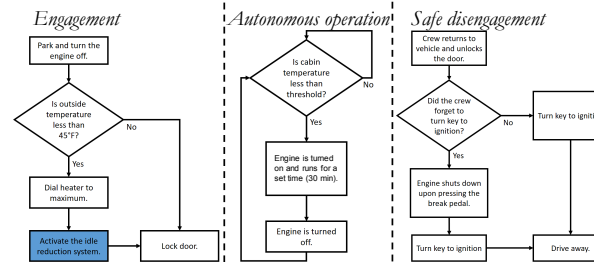 Engagement
Park and turn the
engine off.
Is outside
temperature
less than
45°F?
No
Yes
Dial heater to
maximum.
Activate the idle
reduction system.
Lock door.
Autonomous operation
Is cabin
temperature
less than
threshold?
No
Yes
Engine is turned
on and runs for a
set time (30 min).
Engine is turned
off.
Safe disengagement
Crew returns to
vehicle and unlocks
the door.
Did the crew
forget to
turn key to
ignition?
No
Turn key to igniti
Yes
Engine shuts down
upon pressing the
break pedal.
Turn key to ignition
Drive away.